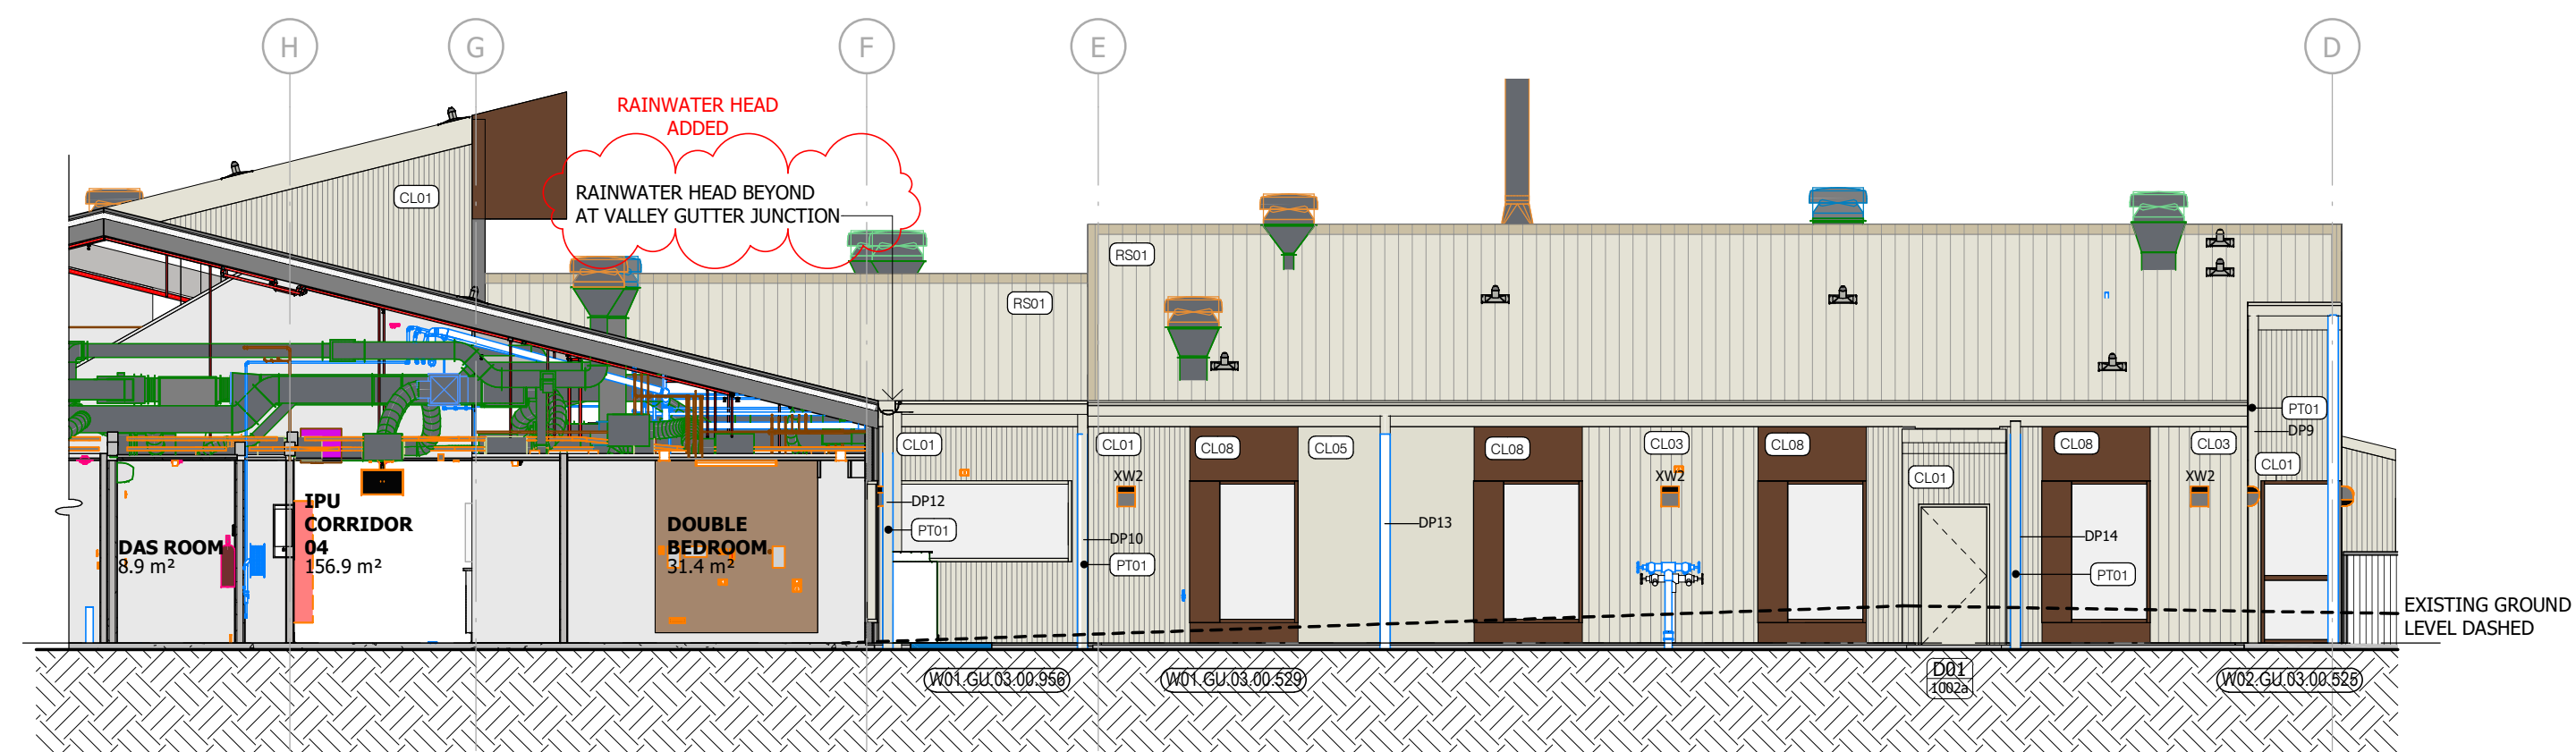 H
G
F
E
D
RAINWATER HEAD
ADDED
RAINWATER HEAD BEYOND
AT VALLEY GUTTER JUNCTION
CL01
RS01
RS01
PT01
DP9
CL01
CL01
CL01
CL08
CL05
CL08
CL03
CL08
CL01
CL08
CL03
XW2
XW2
XW2
DP12
PT01
DP10
PT01
DP13
DP14
PT01
IPU
CORRIDOR
04
156.9 m²
DAS ROOM
8.9 m²
DOUBLE
BEDROOM
31.4 m²
EXISTING GROUND
LEVEL DASHED
W01.GU.03.00.956
W01.GU.03.00.529
D01
1002a
W02.GU.03.00.525